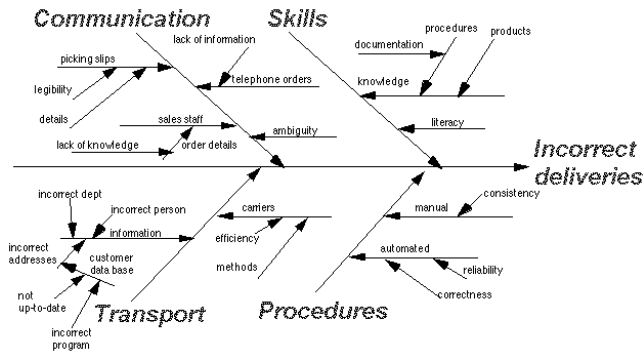 Communication
Skills
lack of information
procedures
products
picking slips
documentation
telephone orders
knowledge
legibility
details
sales staff
literacy
ambiguity
lack of knowledge
order details
Incorrect
deliveries
incorrect dept
incorrect person
carriers
manual
consistency
information
efficiency
incorrect
addresses
customer
data base
automated
methods
reliability
not
up-to-date
correctness
Transport
Procedures
incorrect
program